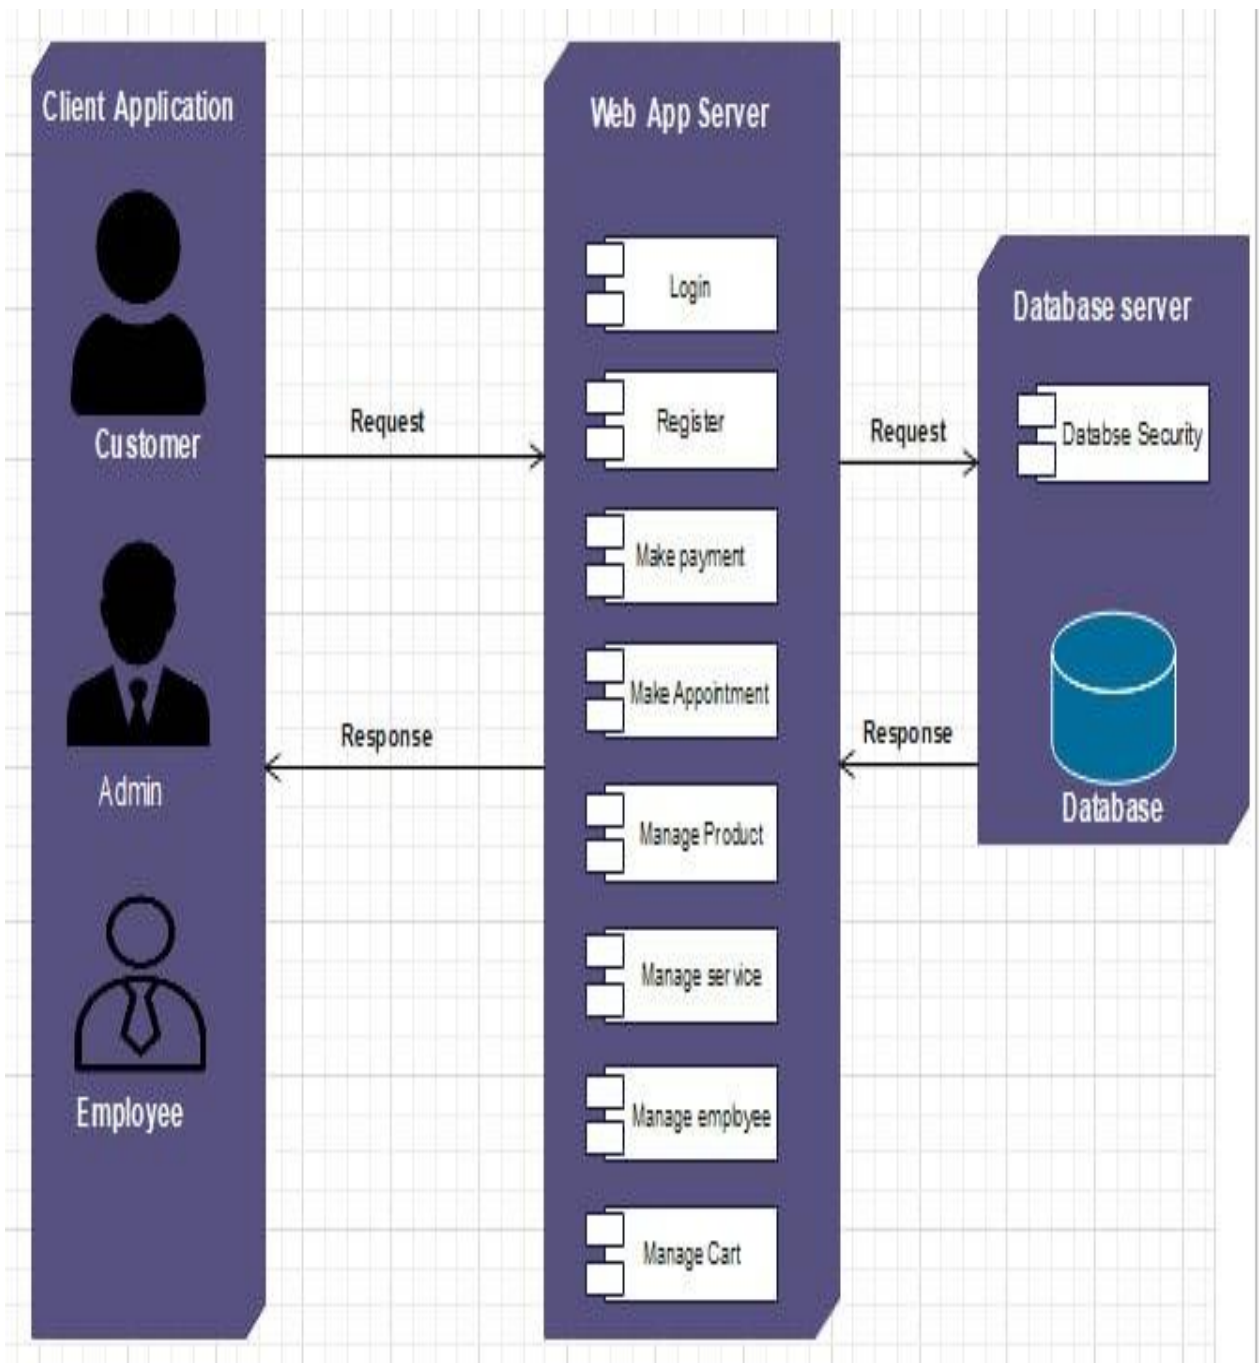 Client Application
Customer
Admin
Employee
Request
Response
Web App Server
Login
Register
Make payment
Make Appointment
Manage Product
Manage service
Manage employee
Manage Cart
Request
Response
Database server
Databse Security
Database